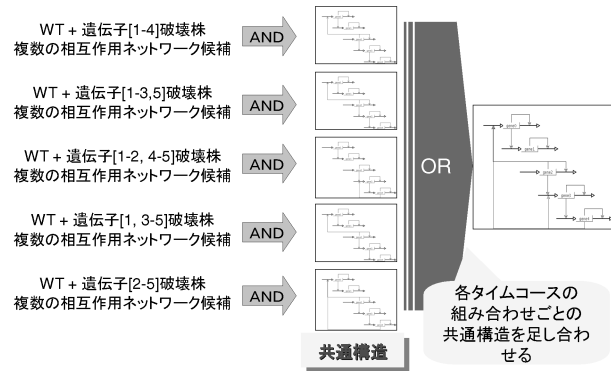 WT + 遺伝子[1-4]破壊株
複数の相互作用ネットワーク候補
AND
WT + 遺伝子[1-3,5]破壊株
複数の相互作用ネットワーク候補
AND
WT + 遺伝子[1-2, 4-5]破壊株
複数の相互作用ネットワーク候補
AND
WT + 遺伝子[1, 3-5]破壊株
複数の相互作用ネットワーク候補
AND
WT + 遺伝子[2-5]破壊株
複数の相互作用ネットワーク候補
AND
共通構造
OR
各タイムコースの
組み合わせごとの
共通構造を足し合わ
せる